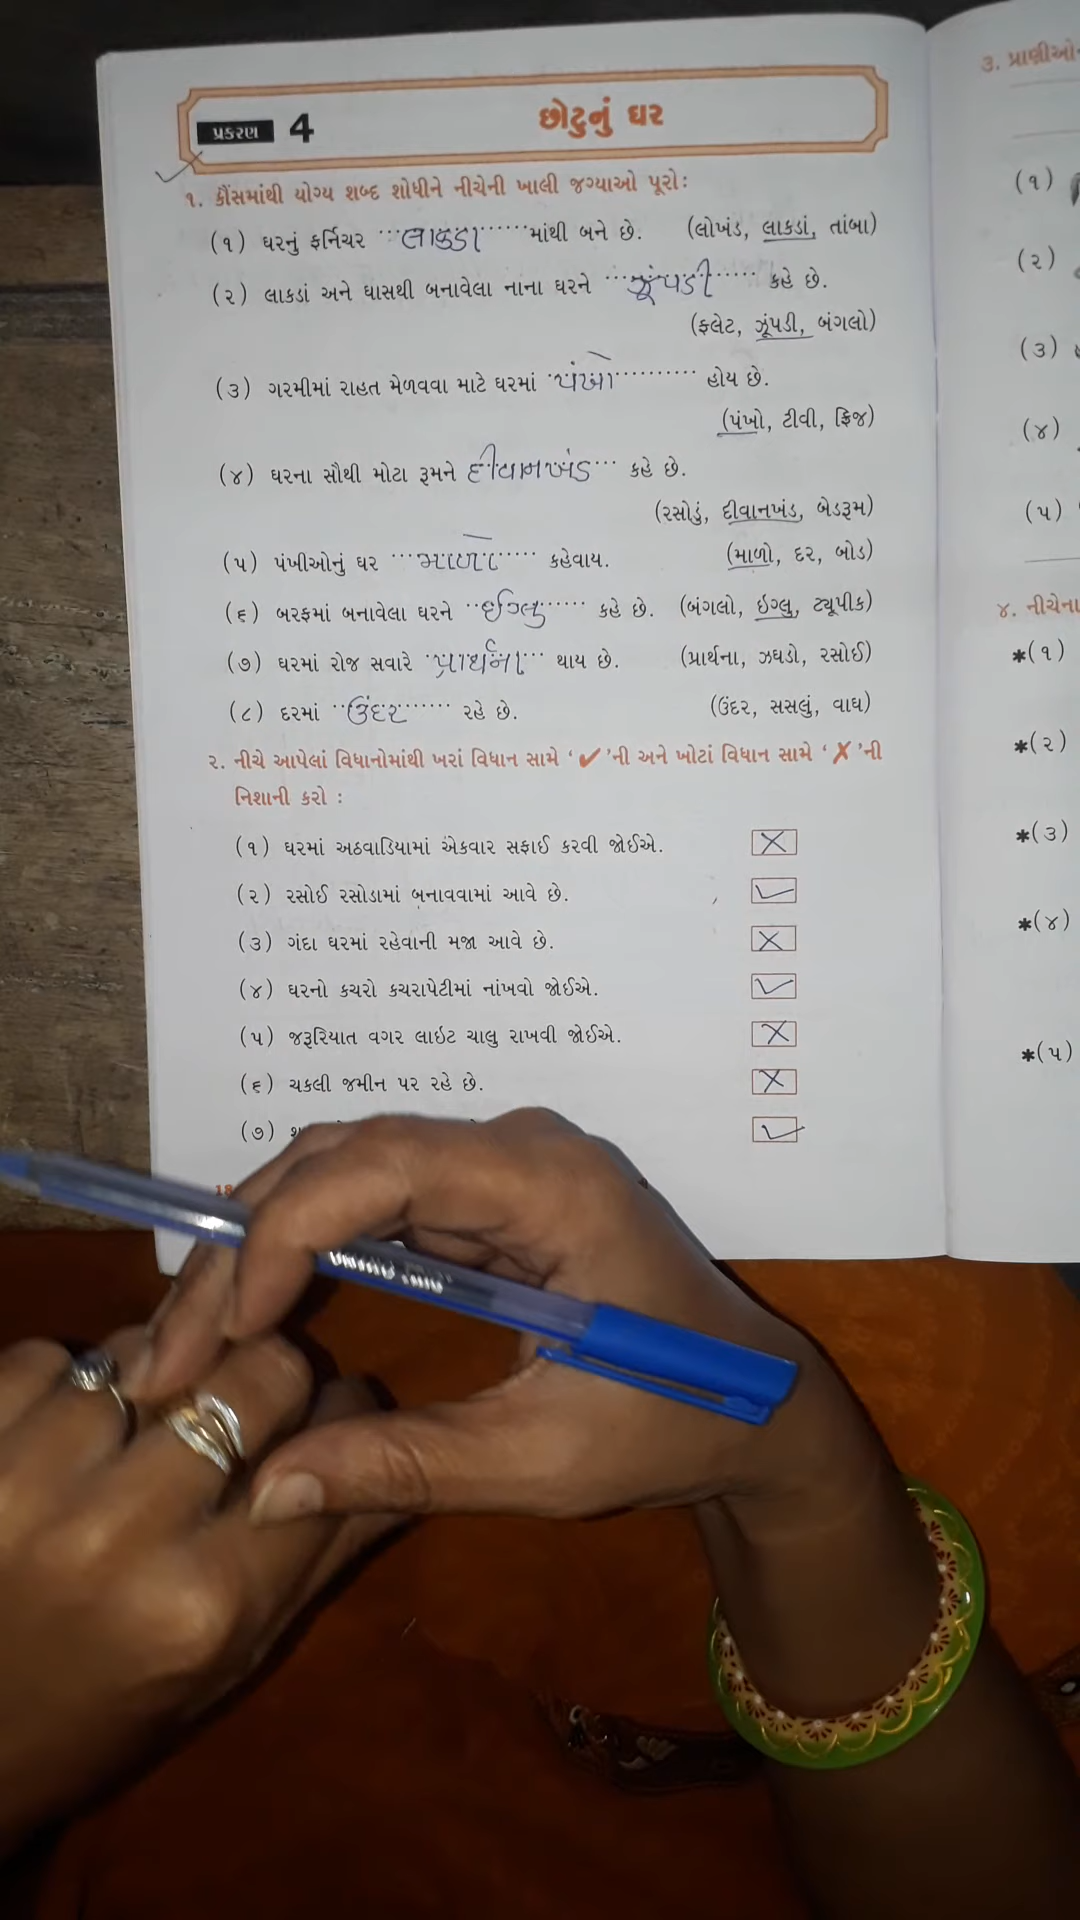 પ્રકરણ 4 છોટુનું ઘર
૧. કૌંસમાંથી યોગ્ય શબ્દ શોધીને નીચેની ખાલી જગ્યાઓ પૂરો:
(૧) ઘરનું ફર્નિચર લાકડા માંથી બને છે. (લોખંડ, લાકડાં, તાંબા)
(૨) લાકડાં અને ઘાસથી બનાવેલા નાના ઘરને ઝૂંપડી કહે છે.
(ફ્લેટ, ઝૂંપડી, બંગલો)
(૩) ગરમીમાં રાહત મેળવવા માટે ઘરમાં પંખો હોય છે.
(પંખો, ટીવી, ફ્રિજ)
(૪) ઘરના સૌથી મોટા રૂમને દીવાનખંડ કહે છે.
(રસોડું, દીવાનખંડ, બેડરૂમ)
(૫) પંખીઓનું ઘર માળો કહેવાય. (માળો, દર, બોડ)
(૬) બરફમાં બનાવેલા ઘરને ઈગ્લુ કહે છે. (બંગલો, ઇગ્લુ, ટ્યૂપીક)
(૭) ઘરમાં રોજ સવારે પ્રાર્થના થાય છે. (પ્રાર્થના, ઝઘડો, રસોઈ)
(૮) દરમાં ઉંદર રહે છે. (ઉંદર, સસલું, વાઘ)
૨. નીચે આપેલાં વિધાનોમાંથી ખરાં વિધાન સામે ‘✔’ની અને ખોટાં વિધાન સામે ‘✘’ની
નિશાની કરો :
(૧) ઘરમાં અઠવાડિયામાં એકવાર સફાઈ કરવી જોઈએ. ✗
(૨) રસોઈ રસોડામાં બનાવવામાં આવે છે. ✓
(૩) ગંદા ઘરમાં રહેવાની મજા આવે છે. ✗
(૪) ઘરનો કચરો કચરાપેટીમાં નાંખવો જોઈએ. ✓
(૫) જરૂરિયાત વગર લાઇટ ચાલુ રાખવી જોઈએ. ✗
(૬) ચકલી જમીન પર રહે છે. ✗
(૭) ✓
18
૩. પ્રાણીઓ
(૧)
(૨)
(૩)
(૪)
(૫)
૪. નીચેના
*(૧)
*(૨)
*(૩)
*(૪)
*(૫)